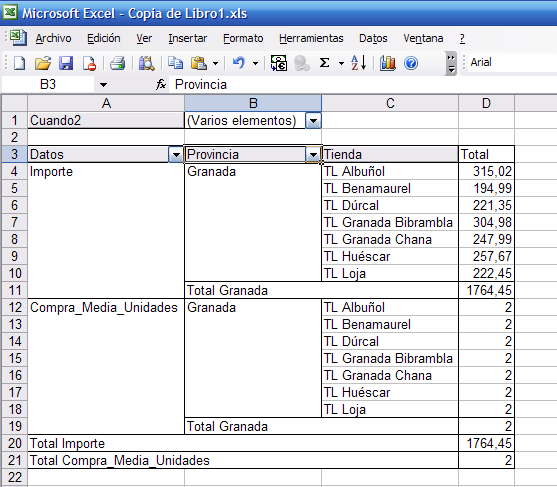 Microsoft Excel - Copia de Libro1.xls
Archivo Edición Ver Insertar Formato Herramientas Datos Ventana ?
Σ Arial
B3 fx Provincia
A B C D
1 Cuando2 (Varios elementos)
2
3 Datos Provincia Tienda Total
4 Importe Granada TL Albuñol 315,02
5 TL Benamaurel 194,99
6 TL Dúrcal 221,35
7 TL Granada Bibrambla 304,98
8 TL Granada Chana 247,99
9 TL Huéscar 257,67
10 TL Loja 222,45
11 Total Granada 1764,45
12 Compra_Media_Unidades Granada TL Albuñol 2
13 TL Benamaurel 2
14 TL Dúrcal 2
15 TL Granada Bibrambla 2
16 TL Granada Chana 2
17 TL Huéscar 2
18 TL Loja 2
19 Total Granada 2
20 Total Importe 1764,45
21 Total Compra_Media_Unidades 2
22